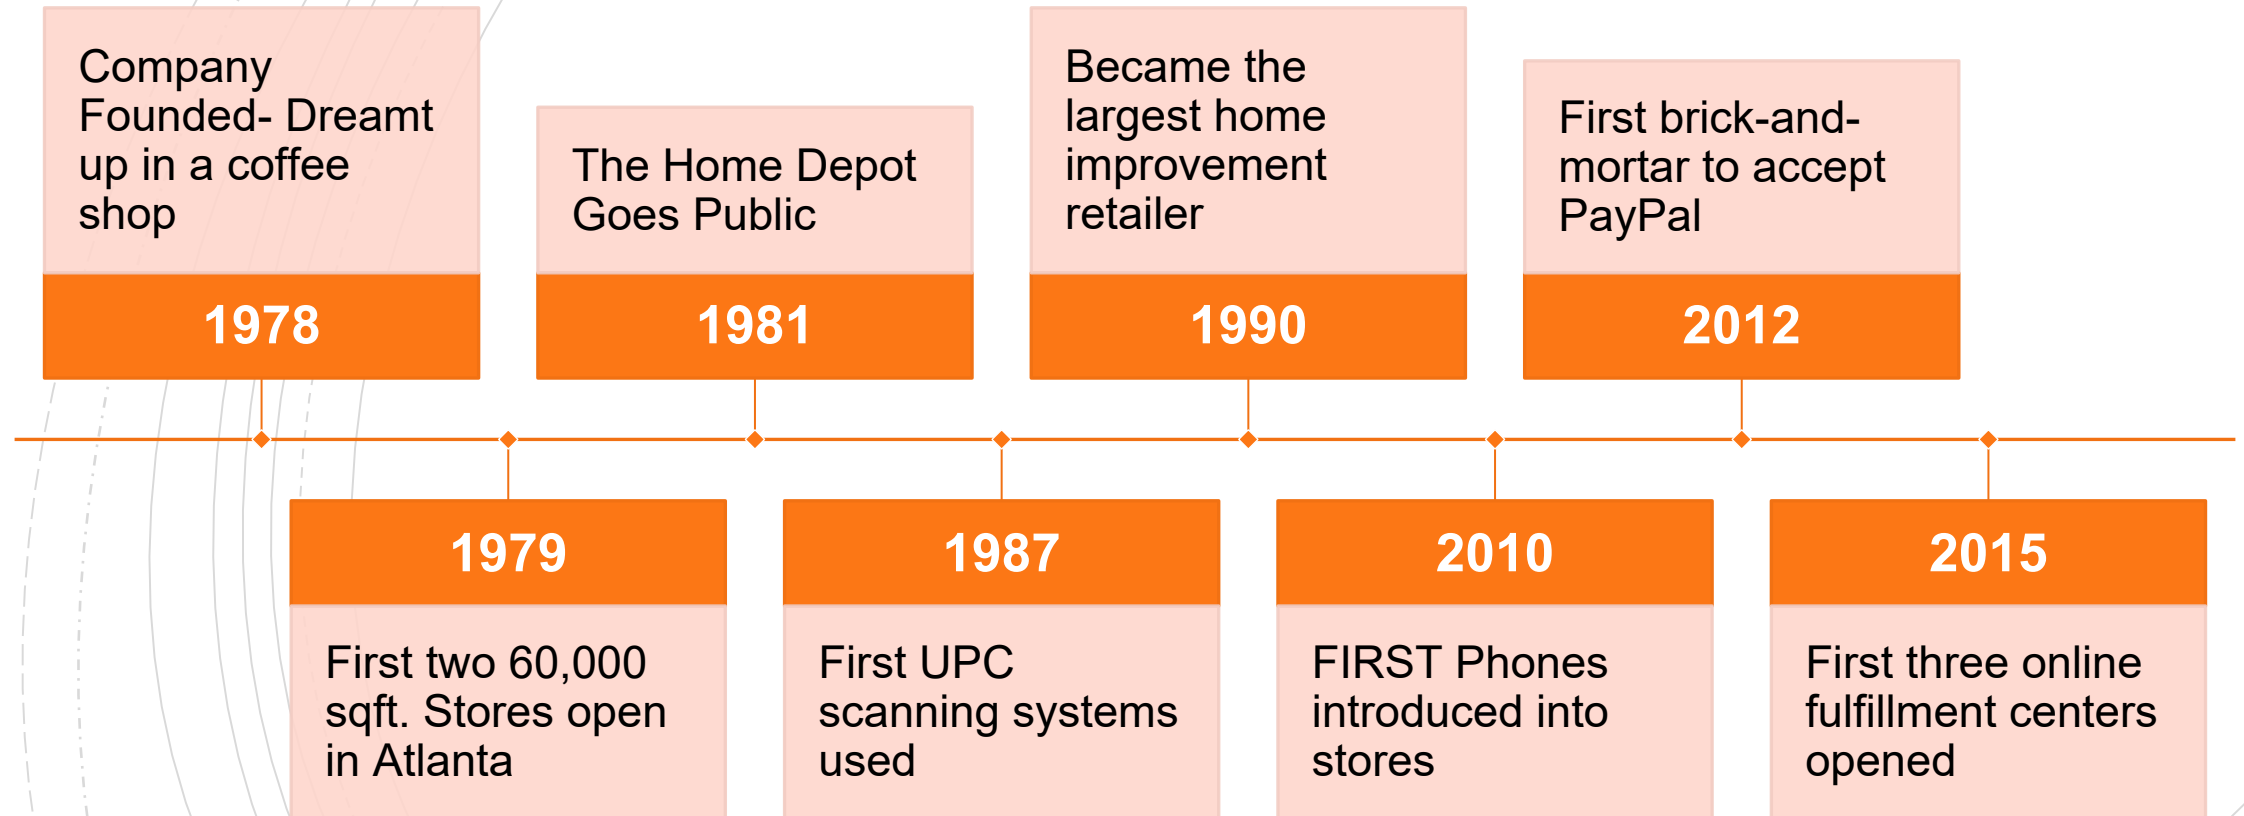 Company
Founded- Dreamt
up in a coffee
shop
1978
1979
First two 60,000
sqft. Stores open
in Atlanta
The Home Depot
Goes Public
1981
1987
First UPC
scanning systems
used
Became the
largest home
improvement
retailer
1990
2010
FIRST Phones
introduced into
stores
First brick-and-
mortar to accept
PayPal
2012
2015
First three online
fulfillment centers
opened